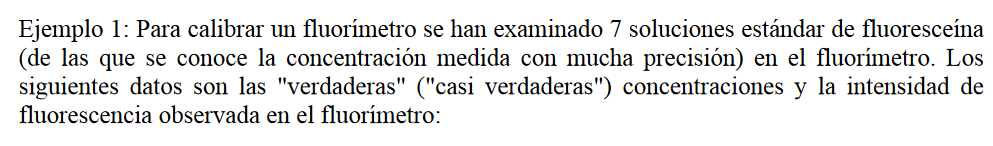 Ejemplo 1: Para calibrar un fluorímetro se han examinado 7 soluciones estándar de fluoresceína
(de las que se conoce la concentración medida con mucha precisión) en el fluorímetro. Los
siguientes datos son las "verdaderas" ("casi verdaderas") concentraciones y la intensidad de
fluorescencia observada en el fluorímetro: